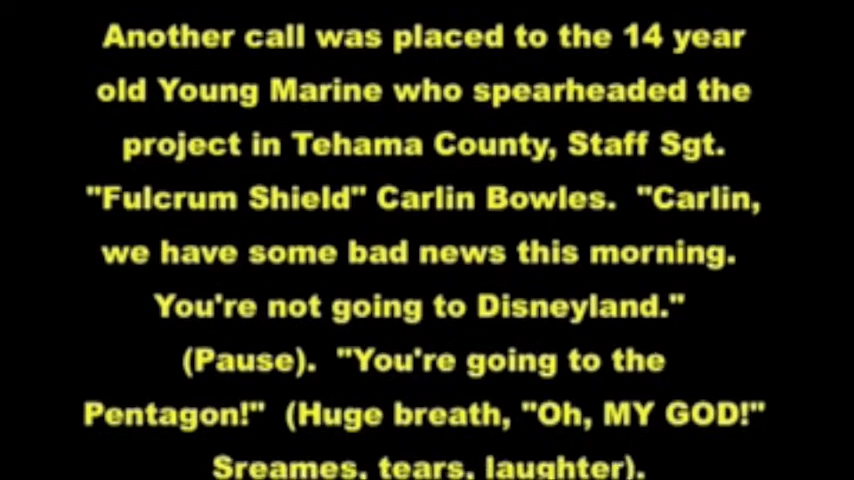 Another call was placed to the 14 year
old Young Marine who spearheaded the
project in Tehama County, Staff Sgt.
"Fulcrum Shield" Carlin Bowles.  "Carlin,
we have some bad news this morning.
You're not going to Disneyland."
(Pause).  "You're going to the
Pentagon!"  (Huge breath, "Oh, MY GOD!"
Sreames, tears, laughter).